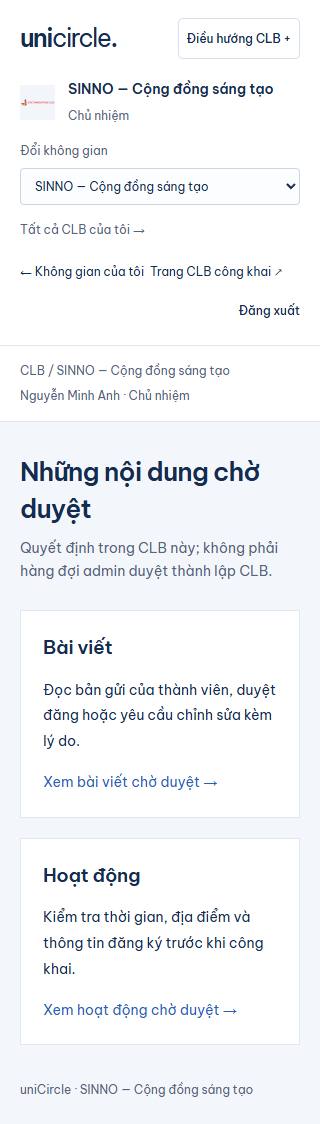 unicircle.
Điều hướng CLB +
SINNO — Cộng đồng sáng tạo
Chủ nhiệm
Đổi không gian
SINNO — Cộng đồng sáng tạo
Tất cả CLB của tôi →
← Không gian của tôi Trang CLB công khai ↗
Đăng xuất
CLB / SINNO — Cộng đồng sáng tạo
Nguyễn Minh Anh · Chủ nhiệm
Những nội dung chờ
duyệt
Quyết định trong CLB này; không phải
hàng đợi admin duyệt thành lập CLB.
Bài viết
Đọc bản gửi của thành viên, duyệt
đăng hoặc yêu cầu chỉnh sửa kèm
lý do.
Xem bài viết chờ duyệt →
Hoạt động
Kiểm tra thời gian, địa điểm và
thông tin đăng ký trước khi công
khai.
Xem hoạt động chờ duyệt →
uniCircle · SINNO — Cộng đồng sáng tạo